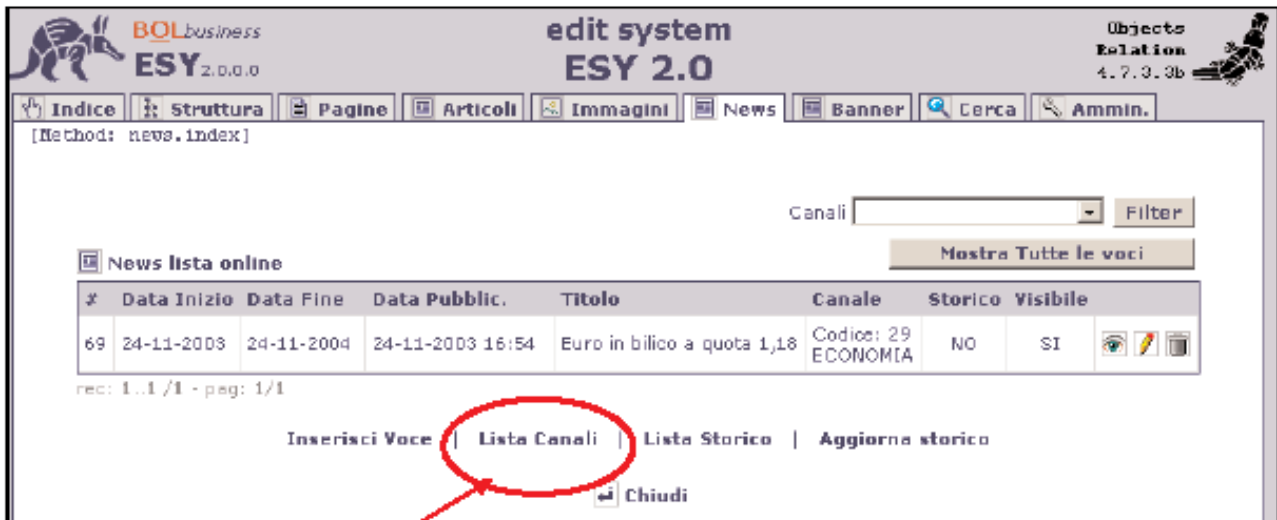 BOLbusiness
ESY2.0.0.0
edit system
ESY 2.0
Objects
Relation
4.7.3.3b
Indice Struttura Pagine Articoli Immagini News Banner Cerca Ammin.
[Method: news.index]
Canali Filter
Mostra Tutte le voci
News lista online
# Data Inizio Data Fine Data Pubblic. Titolo Canale Storico Visibile
69 24-11-2003 24-11-2004 24-11-2003 16:54 Euro in bilico a quota 1,18 Codice: 29 ECONOMIA NO SI
rec: 1..1 /1 - pag: 1/1
Inserisci Voce | Lista Canali | Lista Storico | Aggiorna storico
Chiudi